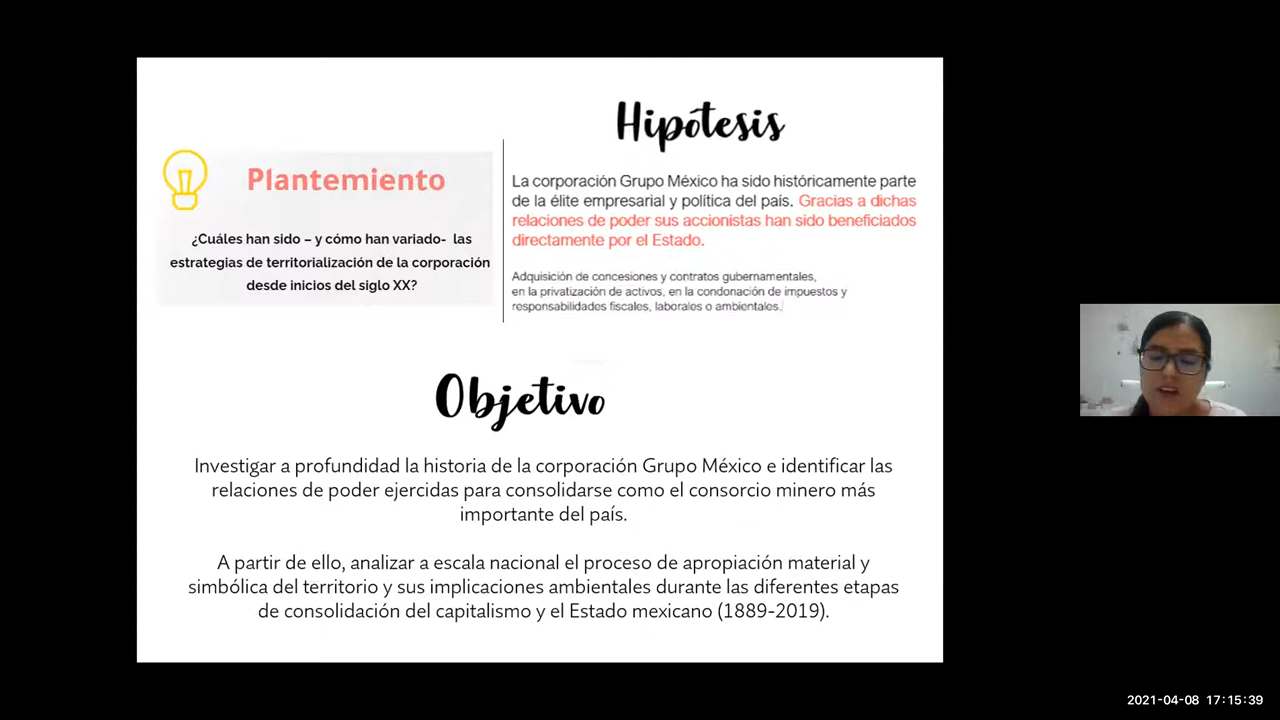 Plantemiento
¿Cuáles han sido – y cómo han variado- las
estrategias de territorialización de la corporación
desde inicios del siglo XX?
Hipótesis
La corporación Grupo México ha sido históricamente parte
de la élite empresarial y política del país. Gracias a dichas
relaciones de poder sus accionistas han sido beneficiados
directamente por el Estado.
Adquisición de concesiones y contratos gubernamentales,
en la privatización de activos, en la condonación de impuestos y
responsabilidades fiscales, laborales o ambientales.
Objetivo
Investigar a profundidad la historia de la corporación Grupo México e identificar las
relaciones de poder ejercidas para consolidarse como el consorcio minero más
importante del país.
A partir de ello, analizar a escala nacional el proceso de apropiación material y
simbólica del territorio y sus implicaciones ambientales durante las diferentes etapas
de consolidación del capitalismo y el Estado mexicano (1889-2019).
2021-04-08 17:15:39